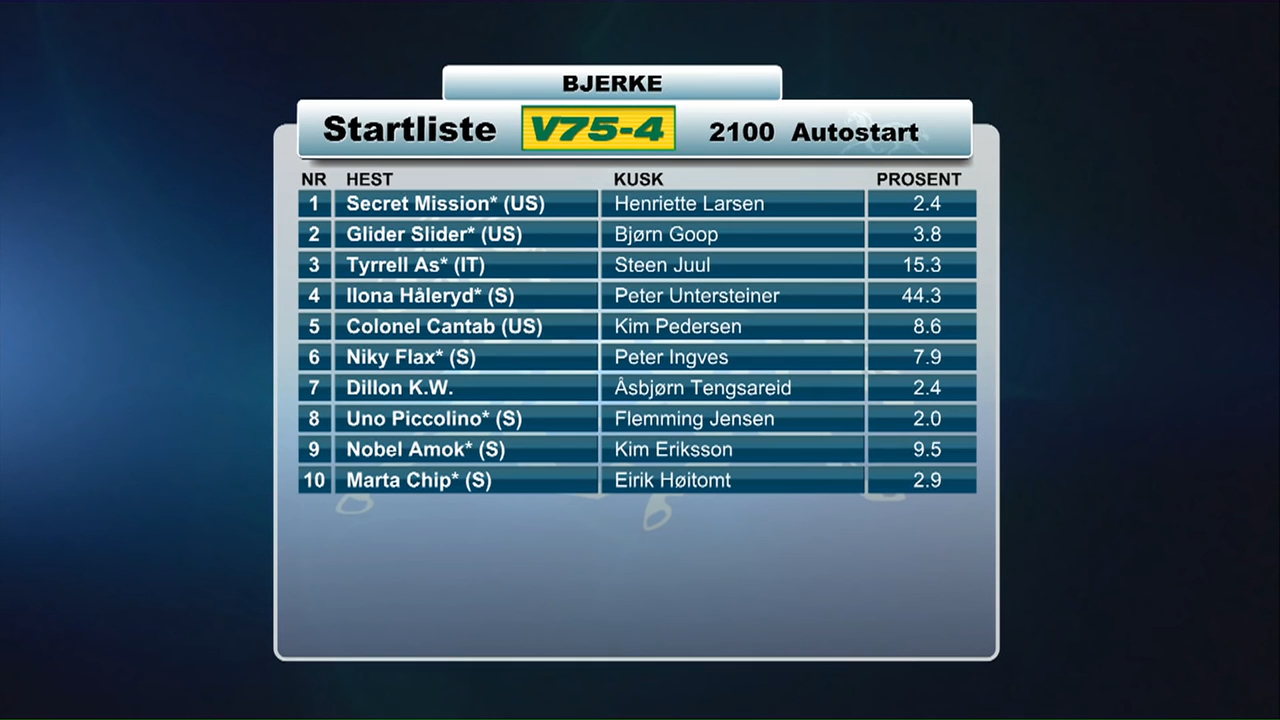 BJERKE
Startliste V75-4 2100 Autostart
NR HEST KUSK PROSENT
1 Secret Mission* (US) Henriette Larsen 2.4
2 Glider Slider* (US) Bjørn Goop 3.8
3 Tyrrell As* (IT) Steen Juul 15.3
4 Ilona Håleryd* (S) Peter Untersteiner 44.3
5 Colonel Cantab (US) Kim Pedersen 8.6
6 Niky Flax* (S) Peter Ingves 7.9
7 Dillon K.W. Åsbjørn Tengsareid 2.4
8 Uno Piccolino* (S) Flemming Jensen 2.0
9 Nobel Amok* (S) Kim Eriksson 9.5
10 Marta Chip* (S) Eirik Høitomt 2.9